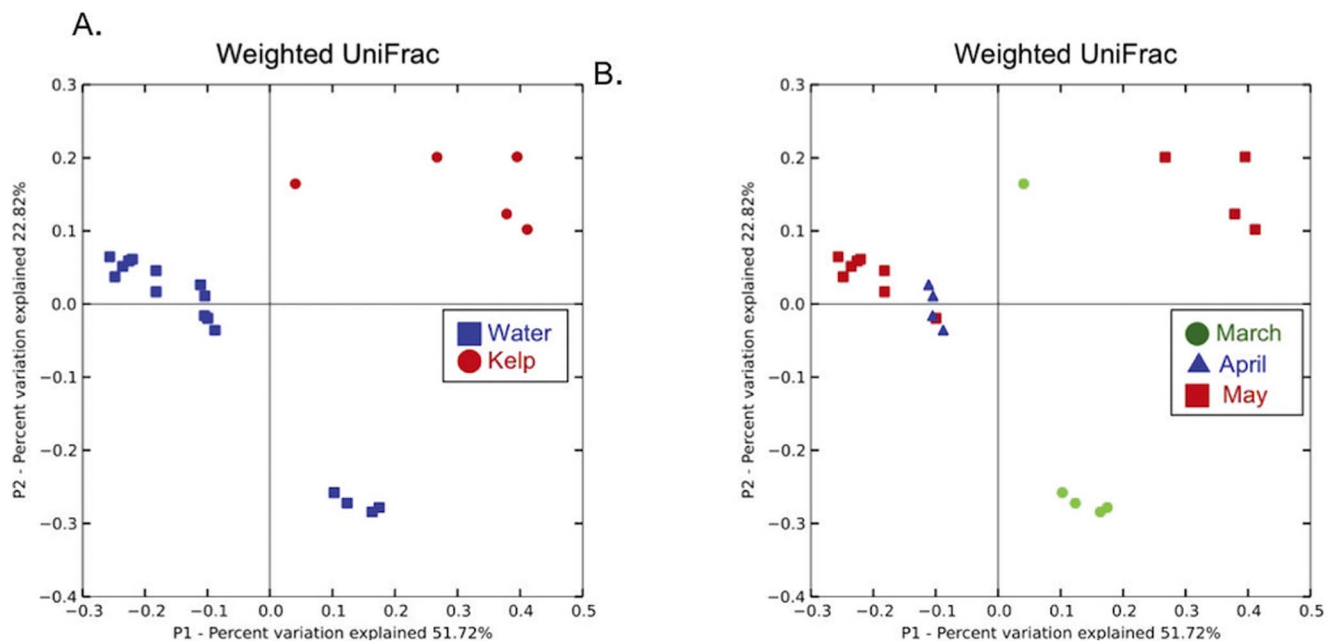 A.
Weighted UniFrac
0.3
0.2
0.1
0.0
−0.1
−0.2
−0.3
−0.4
−0.3
−0.2
−0.1
0.0
0.1
0.2
0.3
0.4
0.5
P2 - Percent variation explained 22.82%
P1 - Percent variation explained 51.72%
Water
Kelp
B.
Weighted UniFrac
0.3
0.2
0.1
0.0
−0.1
−0.2
−0.3
−0.4
−0.3
−0.2
−0.1
0.0
0.1
0.2
0.3
0.4
0.5
P2 - Percent variation explained 22.82%
P1 - Percent variation explained 51.72%
March
April
May